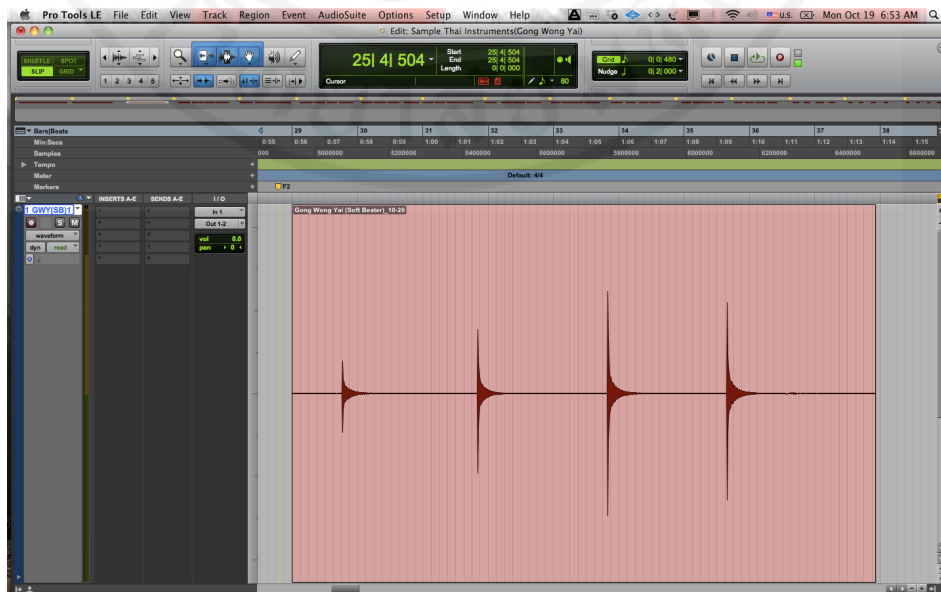 Pro Tools LE File Edit View Track Region Event AudioSuite Options Setup Window Help U.S. Mon Oct 19 6:53 AM
Edit: Sample Thai Instruments(Gong Wong Yai)
SHUFFLE SPOT
SLIP GRID
1 2 3 4 5
25| 4| 504
Start 25| 4| 504
End 25| 4| 504
Length 0| 0| 000
Cursor
80
Grid 0| 0| 480
Nudge 0| 2| 000
Bars|Beats 29 30 31 32 33 34 35 36 37 38
Min:Secs 0:55 0:56 0:57 0:58 0:59 1:00 1:01 1:02 1:03 1:04 1:05 1:06 1:07 1:08 1:09 1:10 1:11 1:12 1:13 1:14 1:15
Samples 000 5000000 5200000 5400000 5600000 5800000 6000000 6200000 6400000 6600000
Tempo
Meter Default: 4/4
Markers F2
INSERTS A-E SENDS A-E I / O
1 GWY(SB)1 In 1
S M Out 1-2
waveform
vol 0.0
dyn read pan 0
Gong Wong Yai (Soft Beater)_10-20